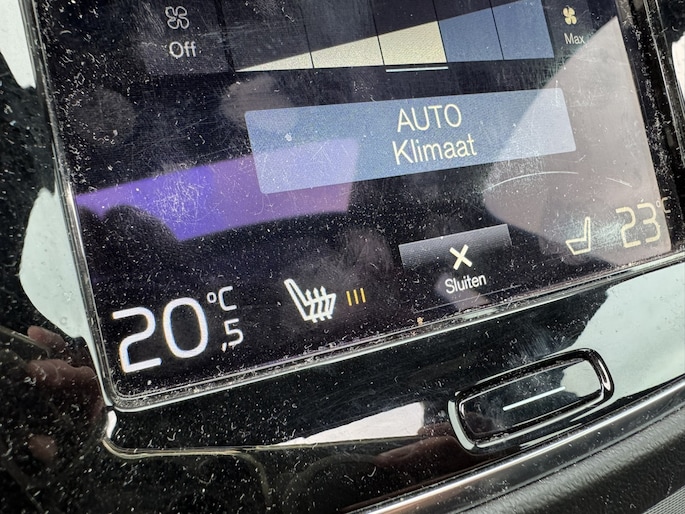 Off
Max
AUTO
Klimaat
Sluiten
20,5 °C
23 °C